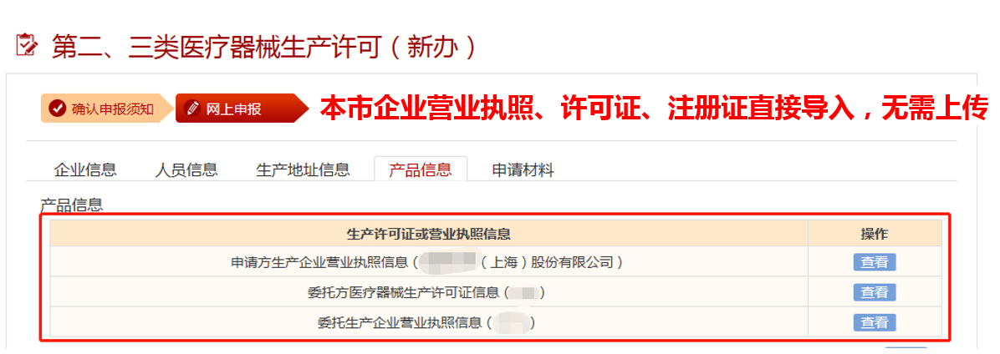 第二、三类医疗器械生产许可（新办）
确认申报须知 网上申报 本市企业营业执照、许可证、注册证直接导入，无需上传
企业信息 人员信息 生产地址信息 产品信息 申请材料
产品信息
生产许可证或营业执照信息 操作
申请方生产企业营业执照信息（（上海）股份有限公司） 查看
委托方医疗器械生产许可证信息（） 查看
委托生产企业营业执照信息（） 查看